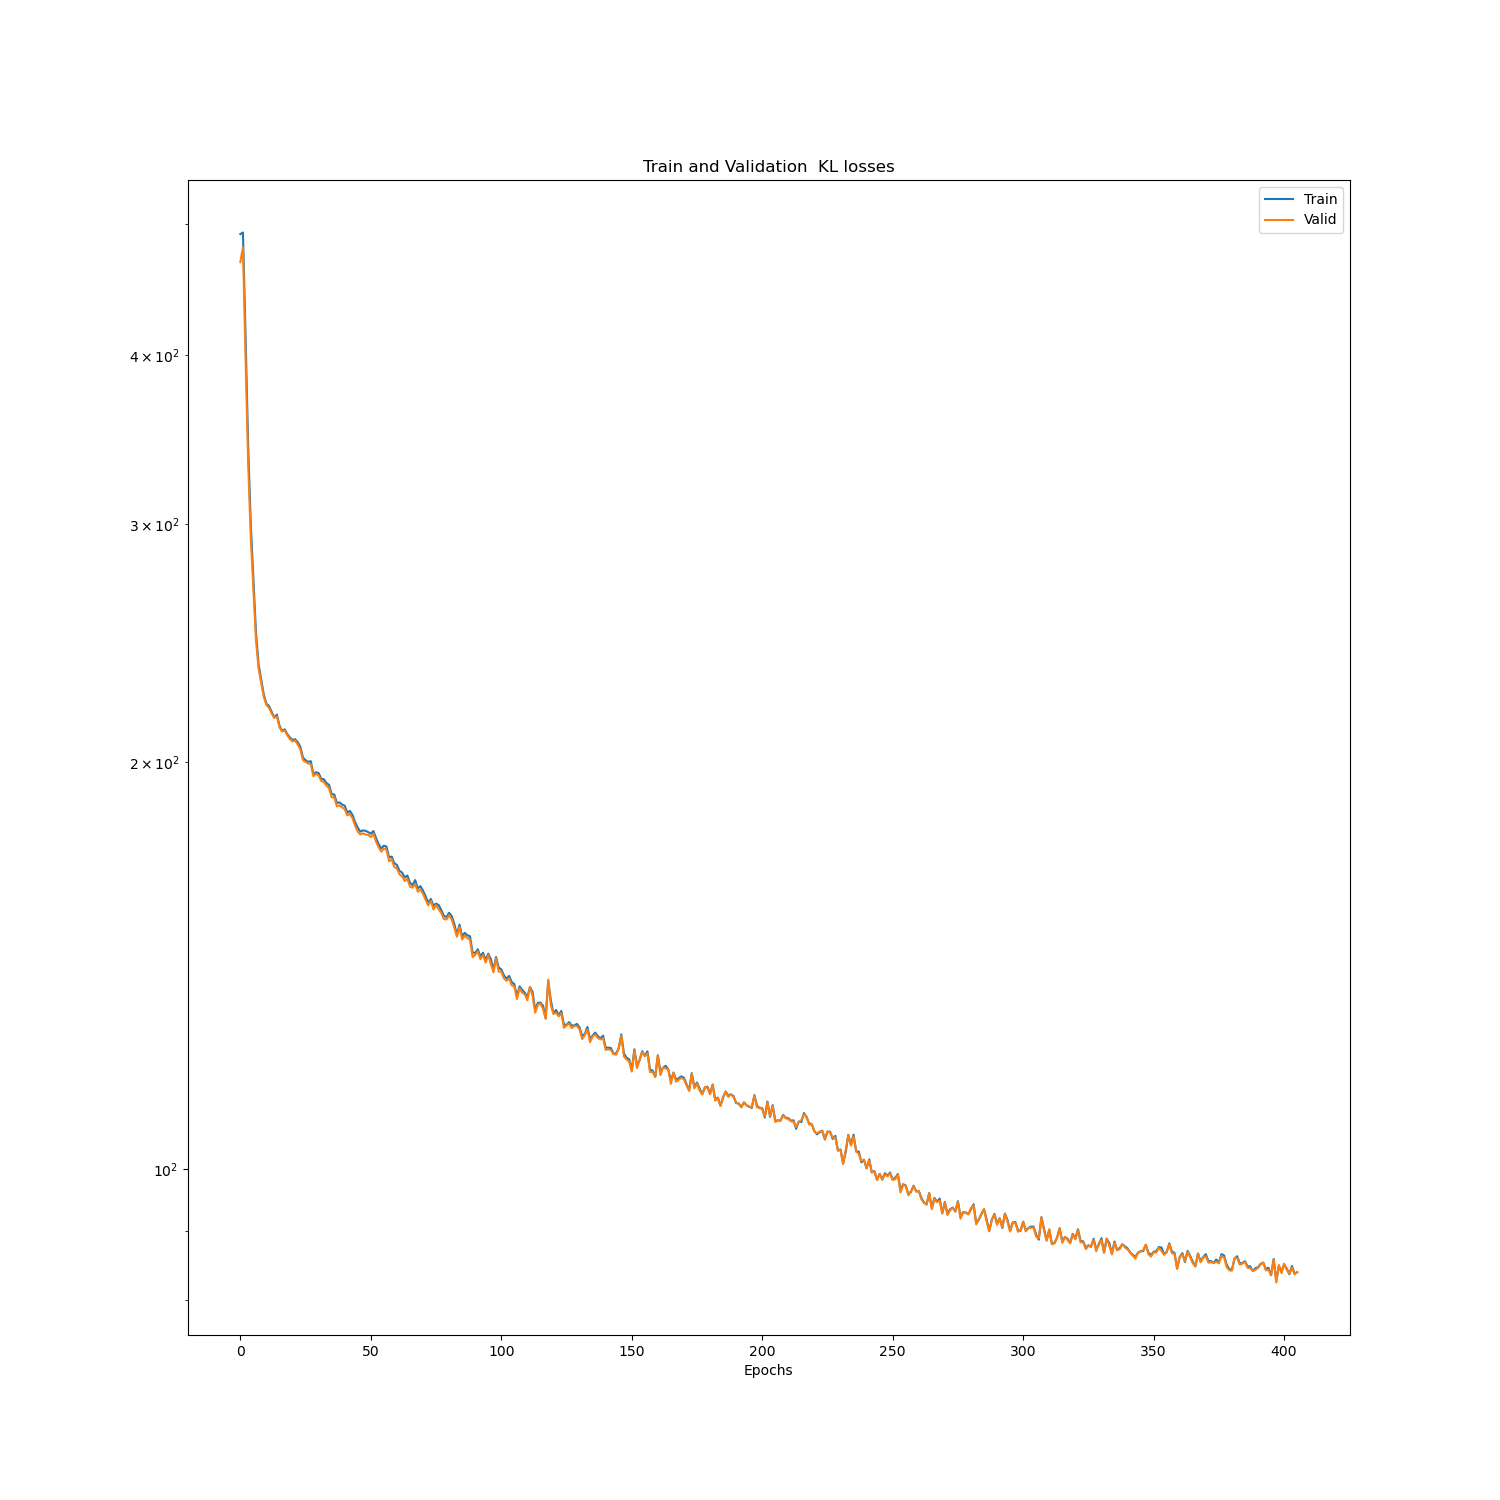 Train and Validation  KL losses
Train
Valid
4 × 10²
3 × 10²
2 × 10²
10²
0 50 100 150 200 250 300 350 400
Epochs